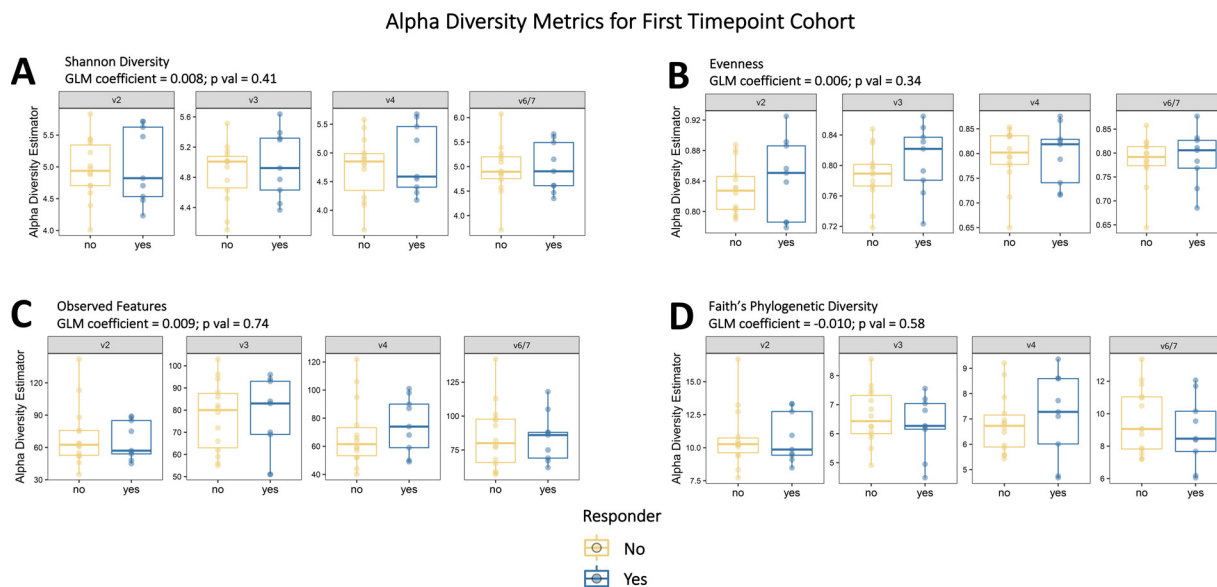 Alpha Diversity Metrics for First Timepoint Cohort
A
Shannon Diversity
GLM coefficient = 0.008; p val = 0.41
v2 v3 v4 v6/7
Alpha Diversity Estimator
5.5
5.0
4.5
4.0
5.6
5.2
4.8
4.4
5.5
5.0
4.5
4.0
6.0
5.5
5.0
4.5
4.0
no yes no yes no yes no yes
B
Evenness
GLM coefficient = 0.006; p val = 0.34
v2 v3 v4 v6/7
Alpha Diversity Estimator
0.92
0.88
0.84
0.80
0.84
0.80
0.76
0.72
0.85
0.80
0.75
0.70
0.65
0.85
0.80
0.75
0.70
0.65
no yes no yes no yes no yes
C
Observed Features
GLM coefficient = 0.009; p val = 0.74
v2 v3 v4 v6/7
Alpha Diversity Estimator
120
90
60
30
100
90
80
70
60
50
120
100
80
60
40
125
100
75
no yes no yes no yes no yes
D
Faith's Phylogenetic Diversity
GLM coefficient = -0.010; p val = 0.58
v2 v3 v4 v6/7
Alpha Diversity Estimator
15.0
12.5
10.0
7.5
8
7
6
5
9
8
7
6
5
12
10
8
6
no yes no yes no yes no yes
Responder
No
Yes